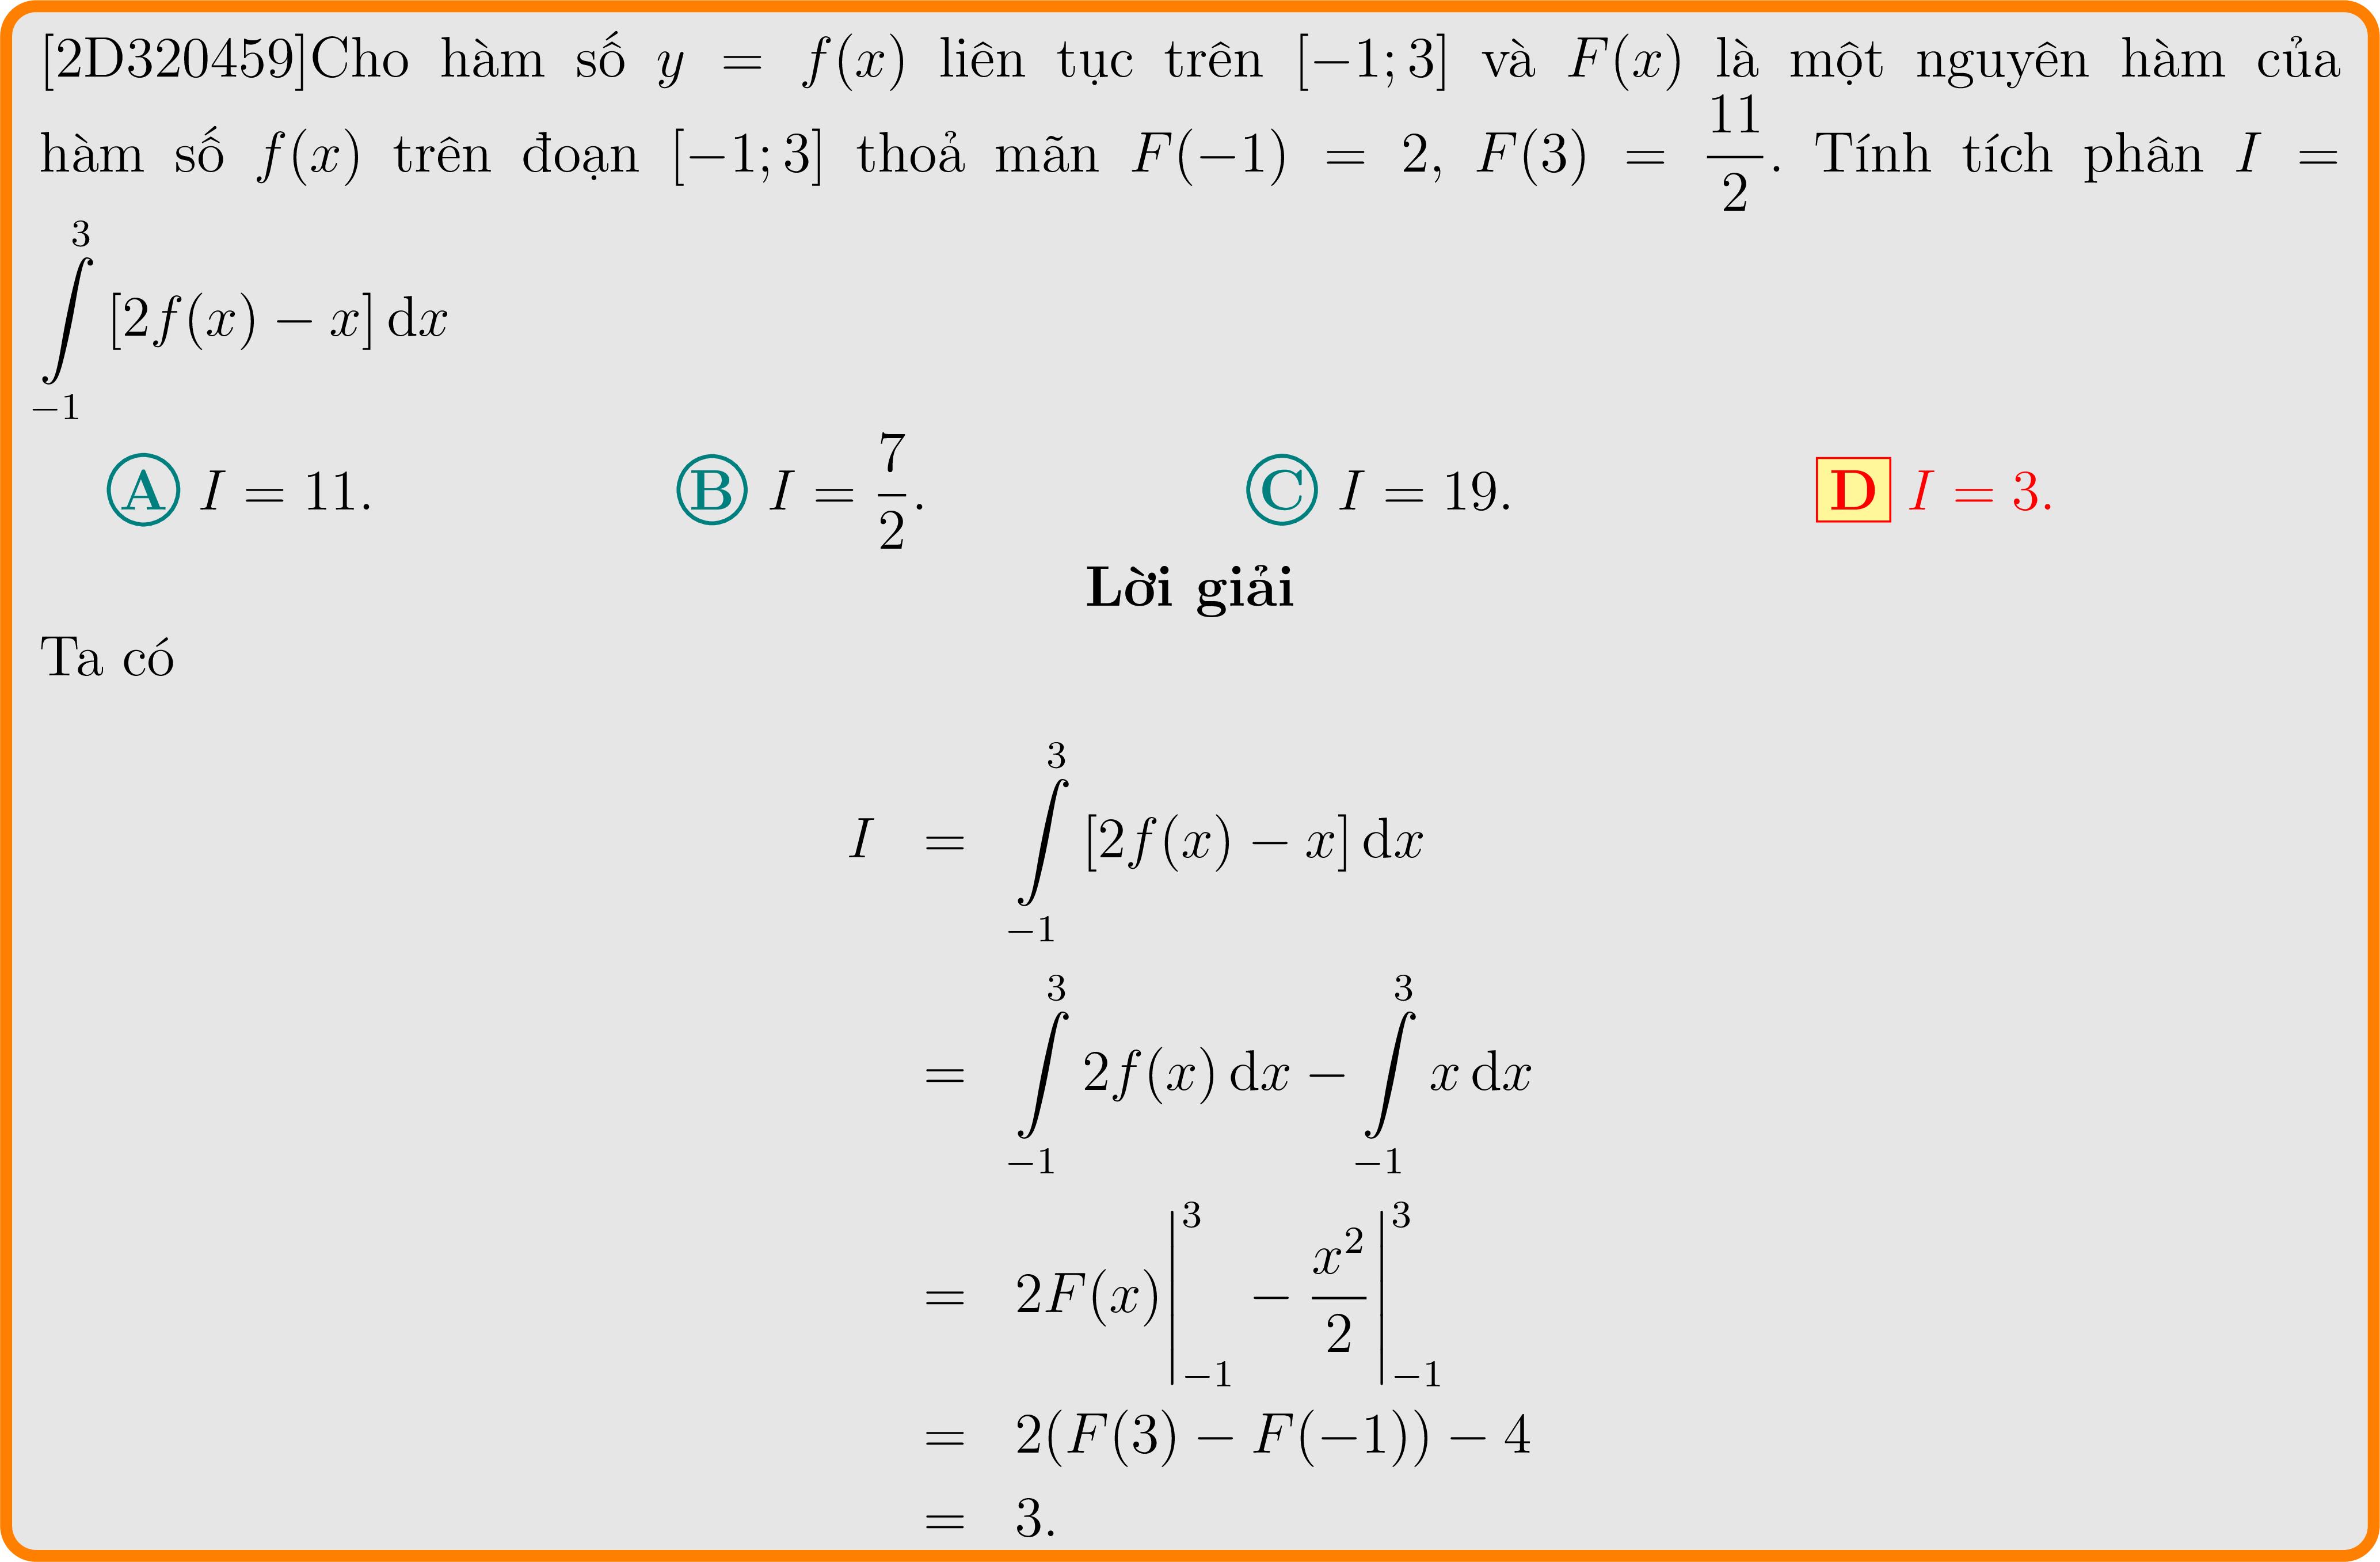 [2D320459]Cho hàm số $y = f(x)$ liên tục trên $[-1; 3]$ và $F(x)$ là một nguyên hàm của
hàm số $f(x)$ trên đoạn $[-1; 3]$ thoả mãn $F(-1) = 2$, $F(3) = \dfrac{11}{2}$. Tính tích phân $I =$
$\int\limits_{-1}^{3} [2f(x) - x]\,\mathrm{d}x$
A $I = 11.$ B $I = \dfrac{7}{2}.$ C $I = 19.$ D $I = 3.$
Lời giải
Ta có
$I = \int\limits_{-1}^{3} [2f(x) - x]\,\mathrm{d}x$
$= \int\limits_{-1}^{3} 2f(x)\,\mathrm{d}x - \int\limits_{-1}^{3} x\,\mathrm{d}x$
$= 2F(x)\Big|_{-1}^{3} - \dfrac{x^2}{2}\Big|_{-1}^{3}$
$= 2(F(3) - F(-1)) - 4$
$= 3.$